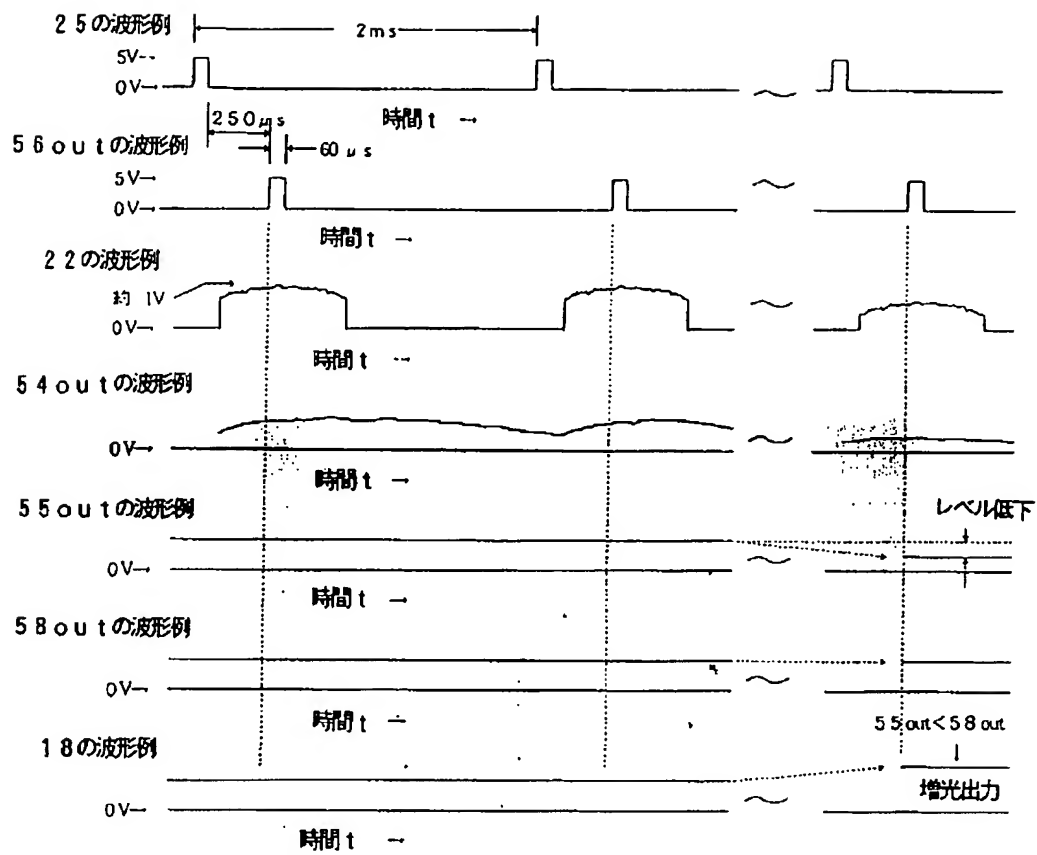 25の波形例
2ms
5V→
0V→
時間t →
250μs
56outの波形例
60μs
5V→
0V→
時間t →
22の波形例
約1V
0V→
時間t →
54outの波形例
0V→
時間t →
55outの波形例
レベル低下
0V→
時間t →
58outの波形例
0V→
時間t →
55out<58out
18の波形例
増光出力
0V→
時間t →